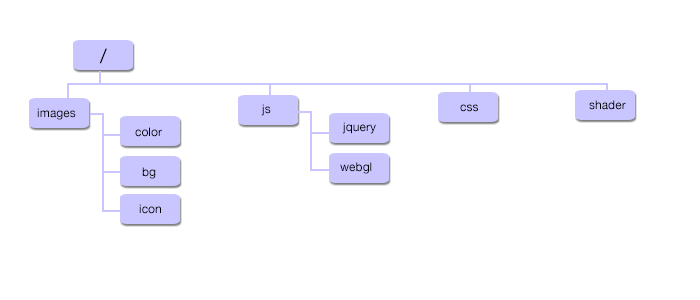 /
images
js
css
shader
color
bg
icon
jquery
webgl